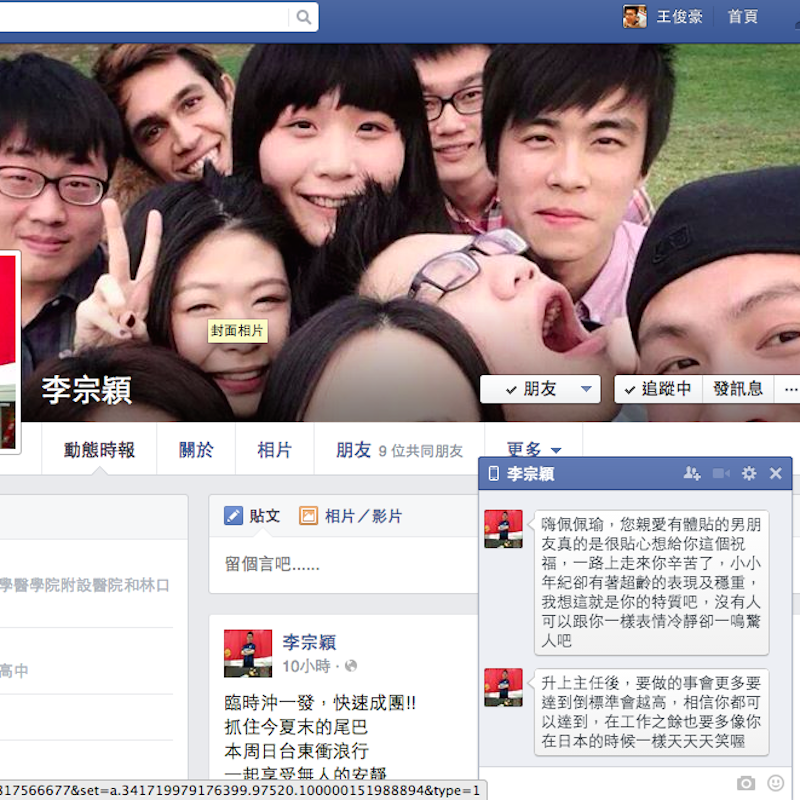 王俊豪 首頁
封面相片
李宗穎
朋友 追蹤中 發訊息 ...
動態時報 關於 相片 朋友 9 位共同朋友 更多
李宗穎
貼文 相片／影片
留個言吧......
學醫學院附設醫院和林口
高中
李宗穎
10小時 ·
臨時沖一發，快速成團!!
抓住今夏末的尾巴
本周日台東衝浪行
一起享受無人的安靜
嗨佩佩瑜，您親愛有體貼的男朋
友真的是很貼心想給你這個祝
福，一路上走來你辛苦了，小小
年紀卻有著超齡的表現及穩重，
我想這就是你的特質吧，沒有人
可以跟你一樣表情冷靜卻一鳴驚
人吧
升上主任後，要做的事會更多要
達到倒標準會越高，相信你都可
以達到，在工作之餘也要多像你
在日本的時候一樣天天天笑喔
317566677&set=a.341719979176399.97520.100000151988894&type=1